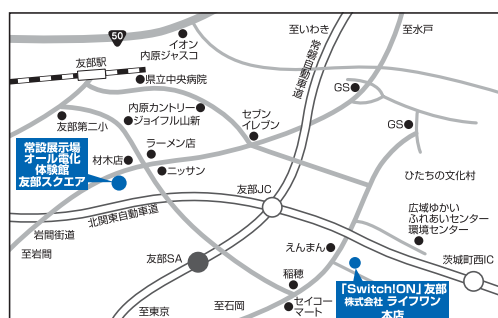 50
イオン
内原ジャスコ
至いわき
至水戸
友部駅
県立中央病院
常磐自動車道
GS
内原カントリー
ジョイフル山新
友部第二小
セブン
イレブン
GS
常設展示場
オール電化
体験館
友部スクエア
ラーメン店
材木店
ニッサン
ひたちの文化村
友部JC
広域ゆかい
ふれあいセンター
環境センター
北関東自動車道
岩間街道
至岩間
えんまん
友部SA
茨城町西IC
稲穂
「Switch!ON」友部
株式会社 ライフワン
本店
セイコー
マート
至東京
至石岡